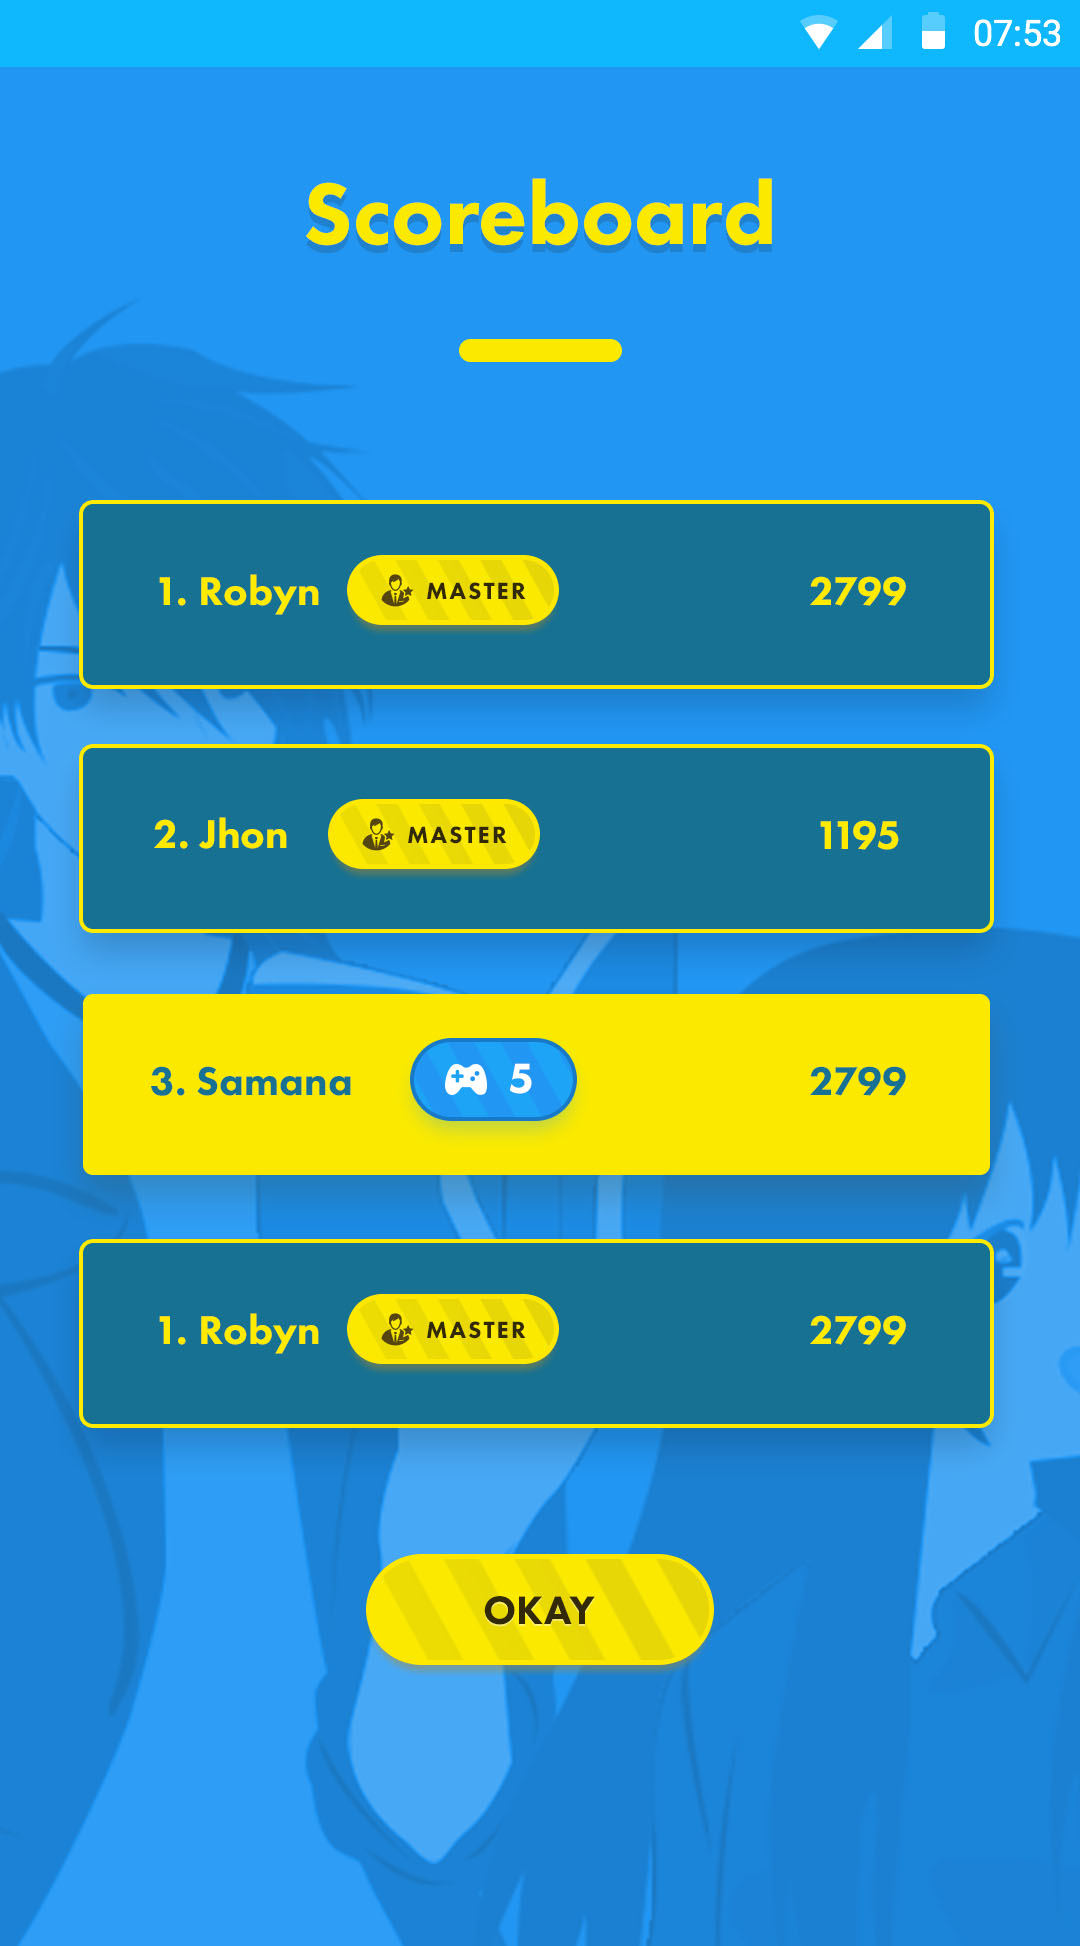 07:53
Scoreboard
1. Robyn MASTER 2799
2. Jhon MASTER 1195
3. Samana 5 2799
1. Robyn MASTER 2799
OKAY